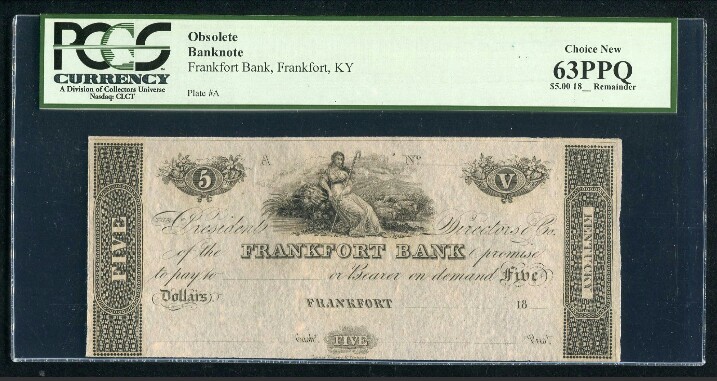 PCGS
CURRENCY
A Division of Collectors Universe
Nasdaq: CLCT
Obsolete
Banknote
Frankfort Bank, Frankfort, KY
Plate #A
Choice New
63PPQ
$5.00 18__ Remainder
5 A No V
The President Directors & Co.
of the FRANKFORT BANK promise
to pay to or Bearer on demand Five
Dollars
FRANKFORT 18
Cashr. FIVE Prest.
FIVE
KENTUCKY